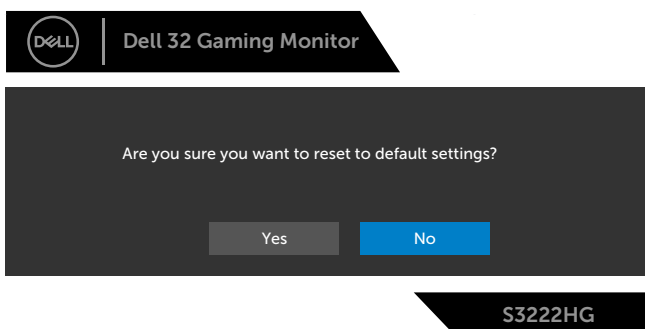 DELL
Dell 32 Gaming Monitor
Are you sure you want to reset to default settings?
Yes
No
S3222HG